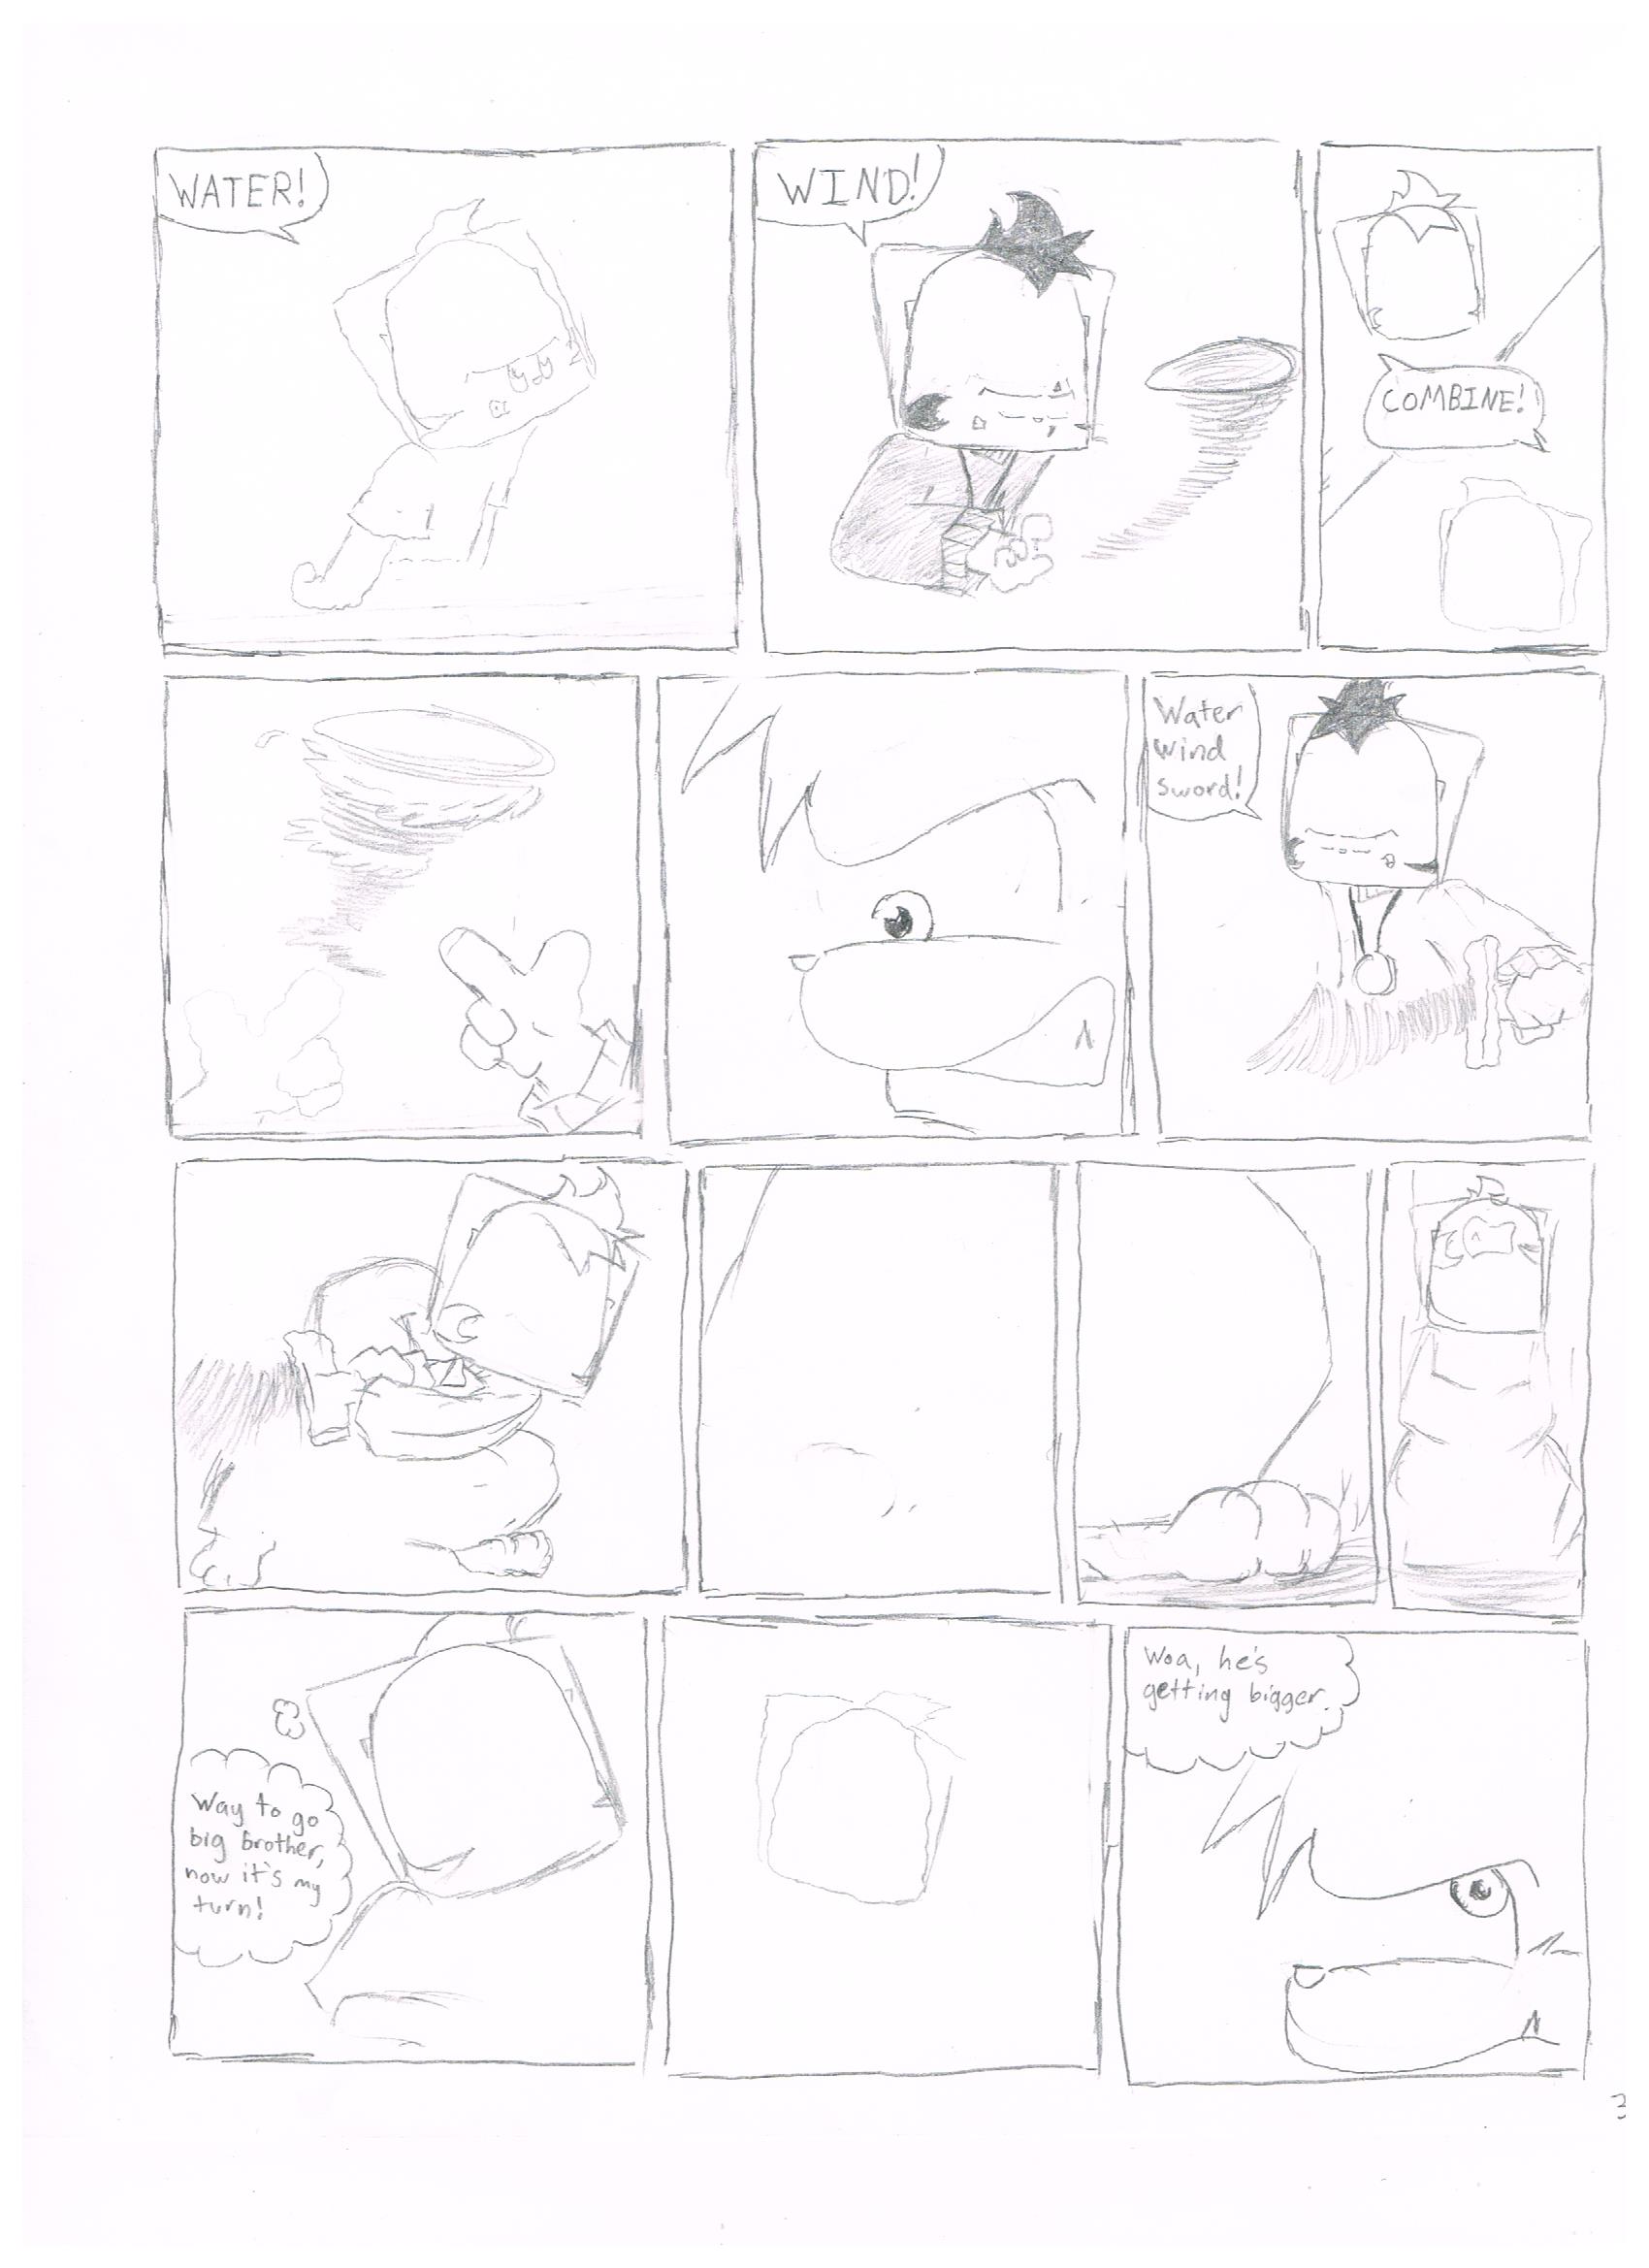 WATER!
WIND!
COMBINE!
Water
wind
sword!
Way to go
big brother,
now it's my
turn!
Woa, he's
getting bigger.
3